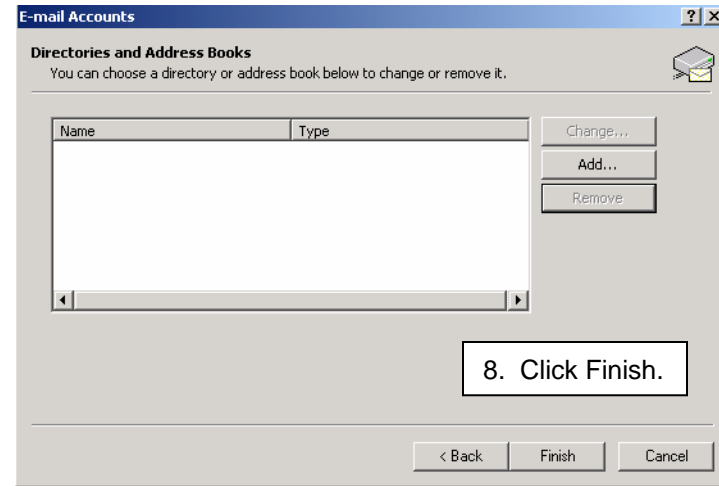 E-mail Accounts
Directories and Address Books
You can choose a directory or address book below to change or remove it.
Name Type
Change...
Add...
Remove
8. Click Finish.
< Back Finish Cancel